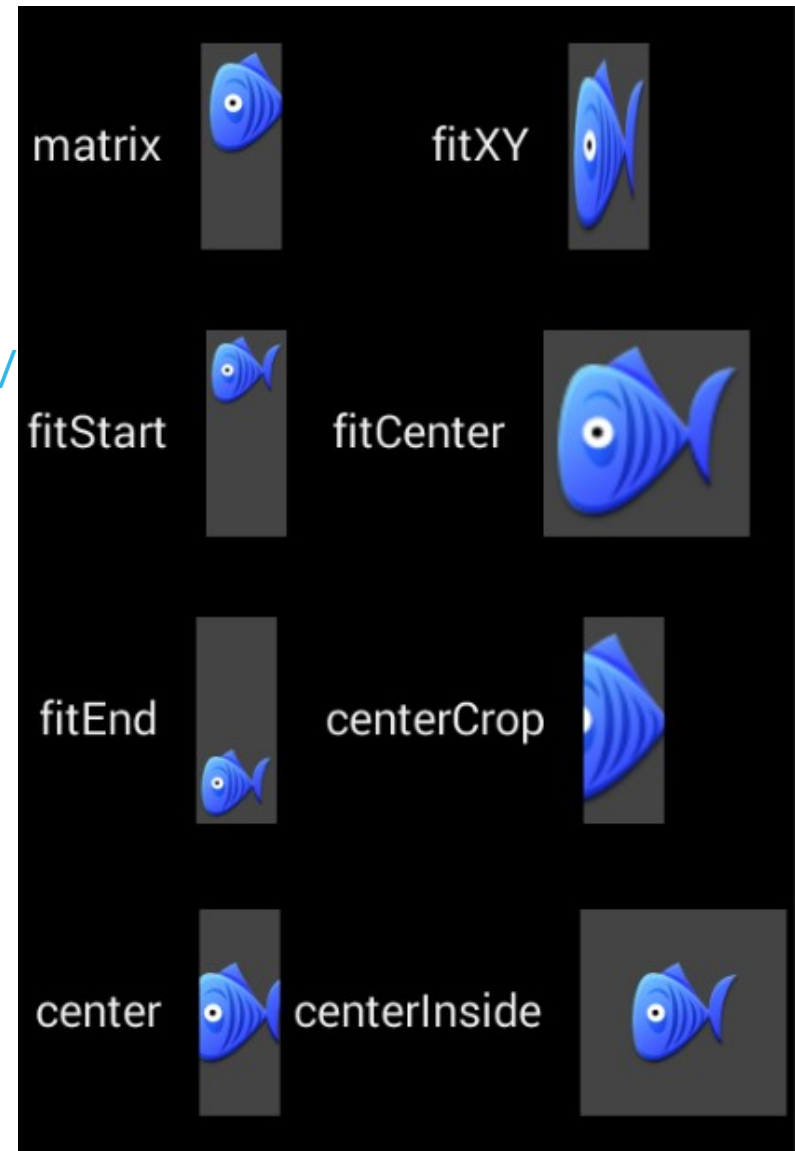 matrix fitXY
/
fitStart fitCenter
fitEnd centerCrop
center centerInside